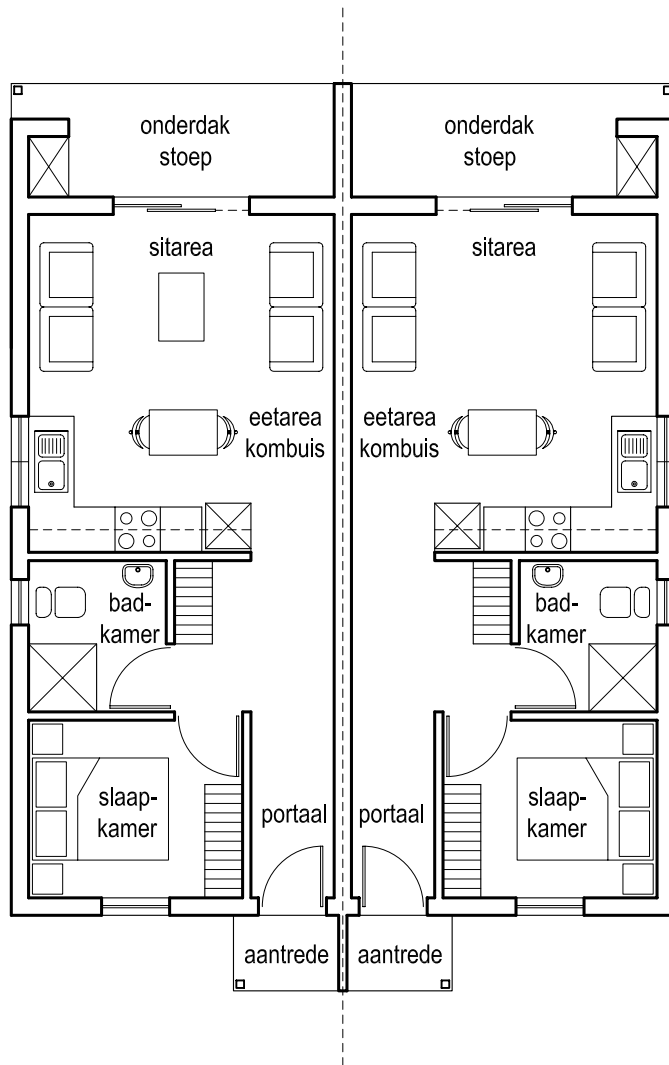 onderdak
stoep
onderdak
stoep
sitarea
sitarea
eetarea
kombuis
eetarea
kombuis
bad-
kamer
bad-
kamer
slaap-
kamer
portaal
portaal
slaap-
kamer
aantrede
aantrede